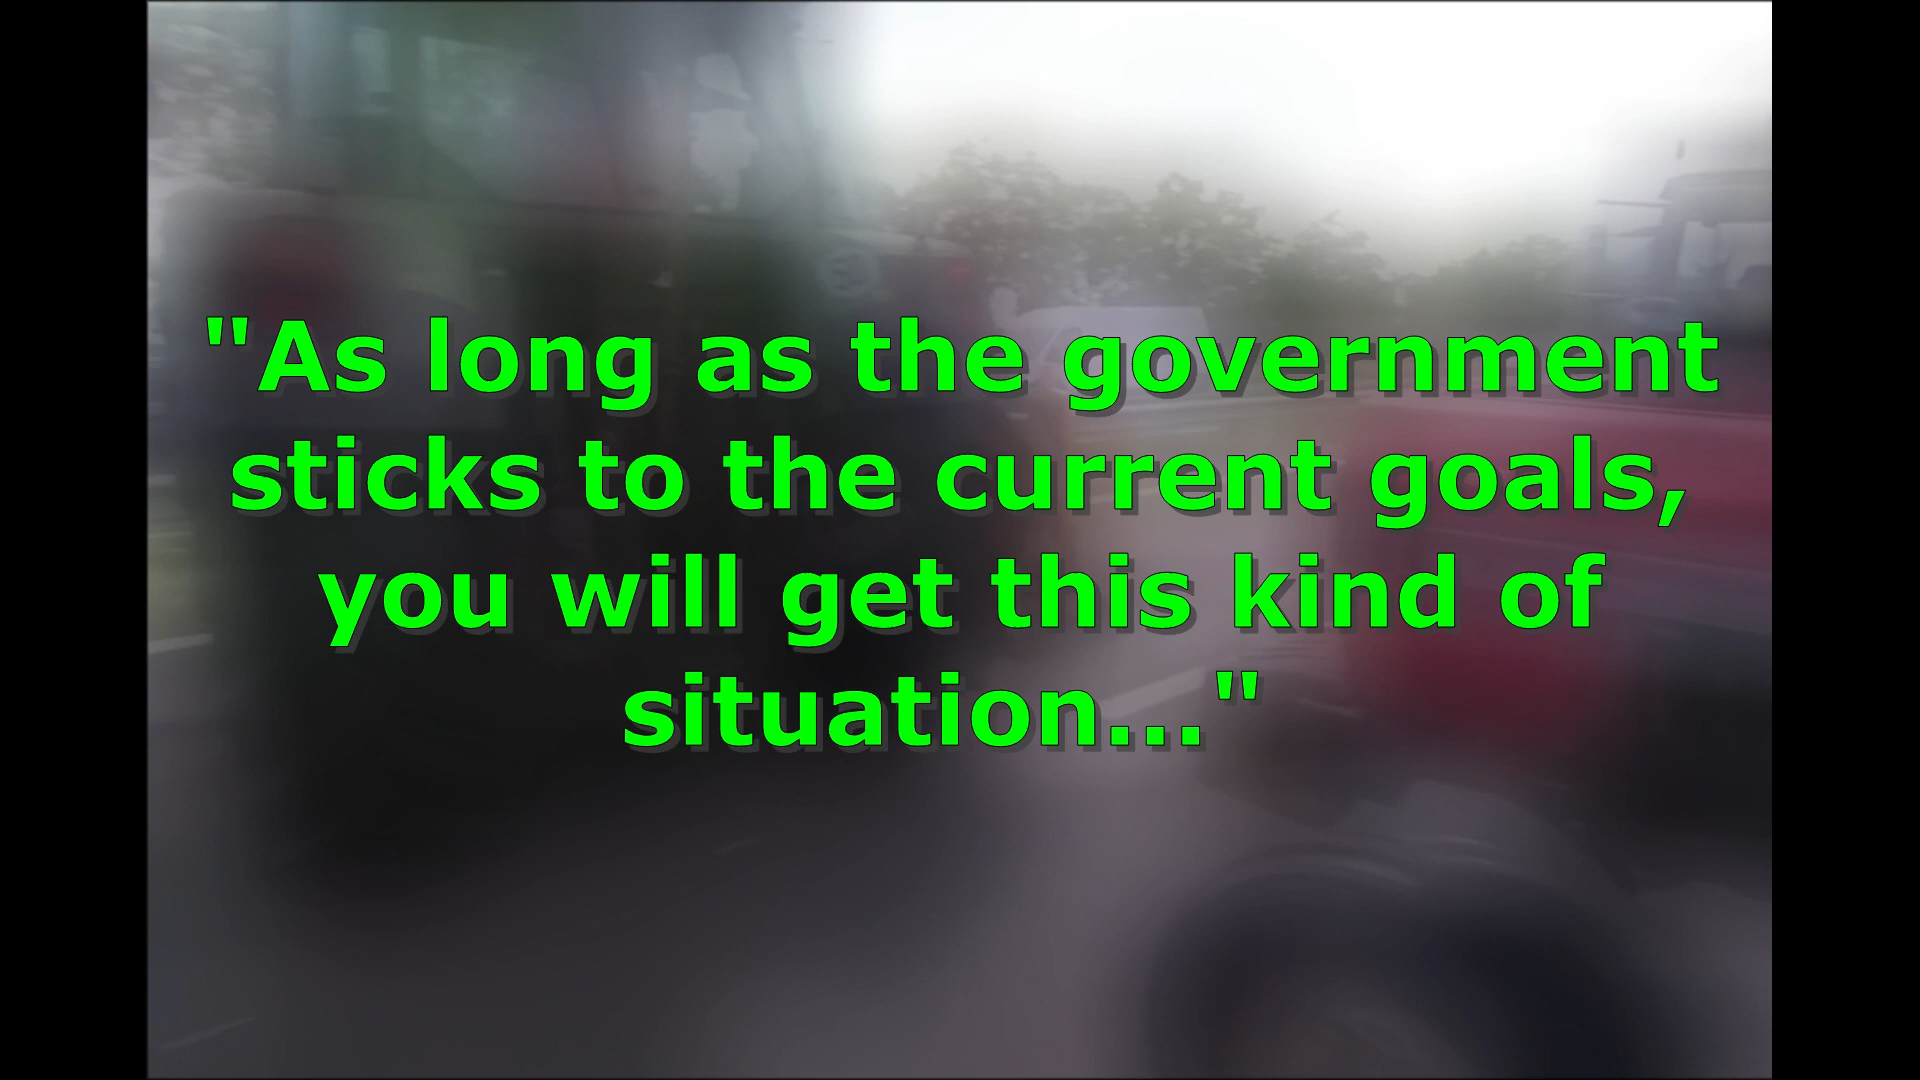 "As long as the government
sticks to the current goals,
you will get this kind of
situation..."